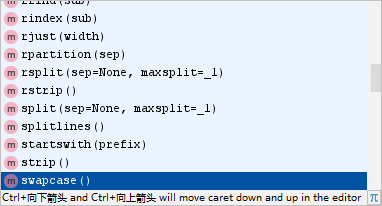 rfind(sub)
m rindex(sub)
m rjust(width)
m rpartition(sep)
m rsplit(sep=None, maxsplit=_1)
m rstrip()
m split(sep=None, maxsplit=_1)
m splitlines()
m startswith(prefix)
m strip()
m swapcase()
Ctrl+向下箭头 and Ctrl+向上箭头 will move caret down and up in the editor π